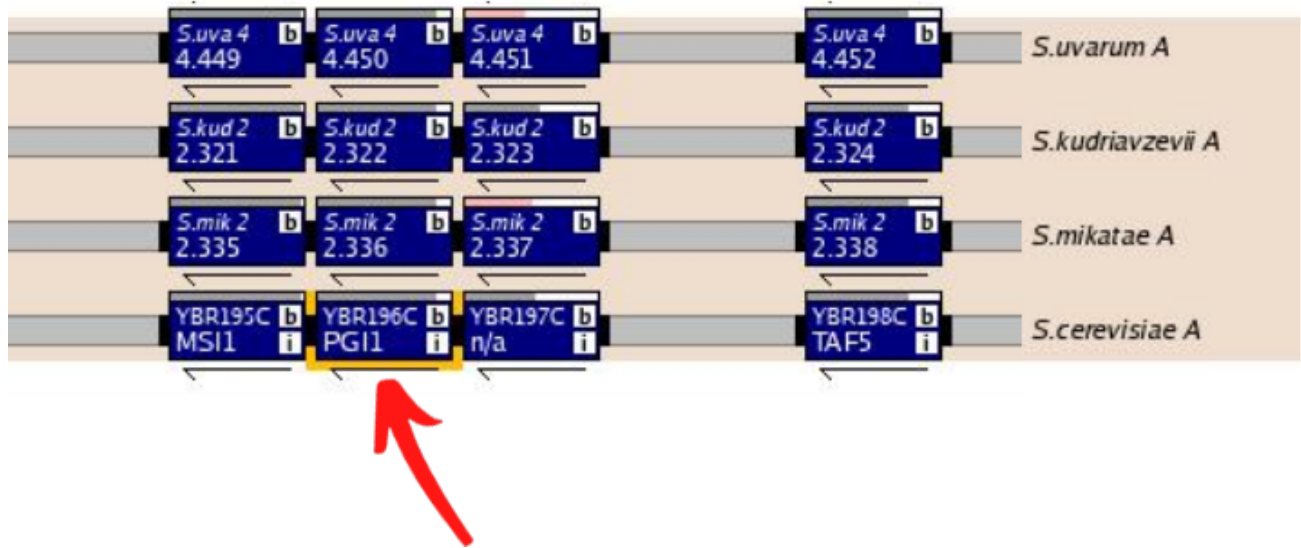 S.uva 4 b S.uva 4 b S.uva 4 b S.uva 4 b
4.449 4.450 4.451 4.452
S.uvarum A
S.kud 2 b S.kud 2 b S.kud 2 b S.kud 2 b
2.321 2.322 2.323 2.324
S.kudriavzevii A
S.mik 2 b S.mik 2 b S.mik 2 b S.mik 2 b
2.335 2.336 2.337 2.338
S.mikatae A
YBR195C b YBR196C b YBR197C b YBR198C b
MSI1 i PGI1 i n/a i TAF5 i
S.cerevisiae A